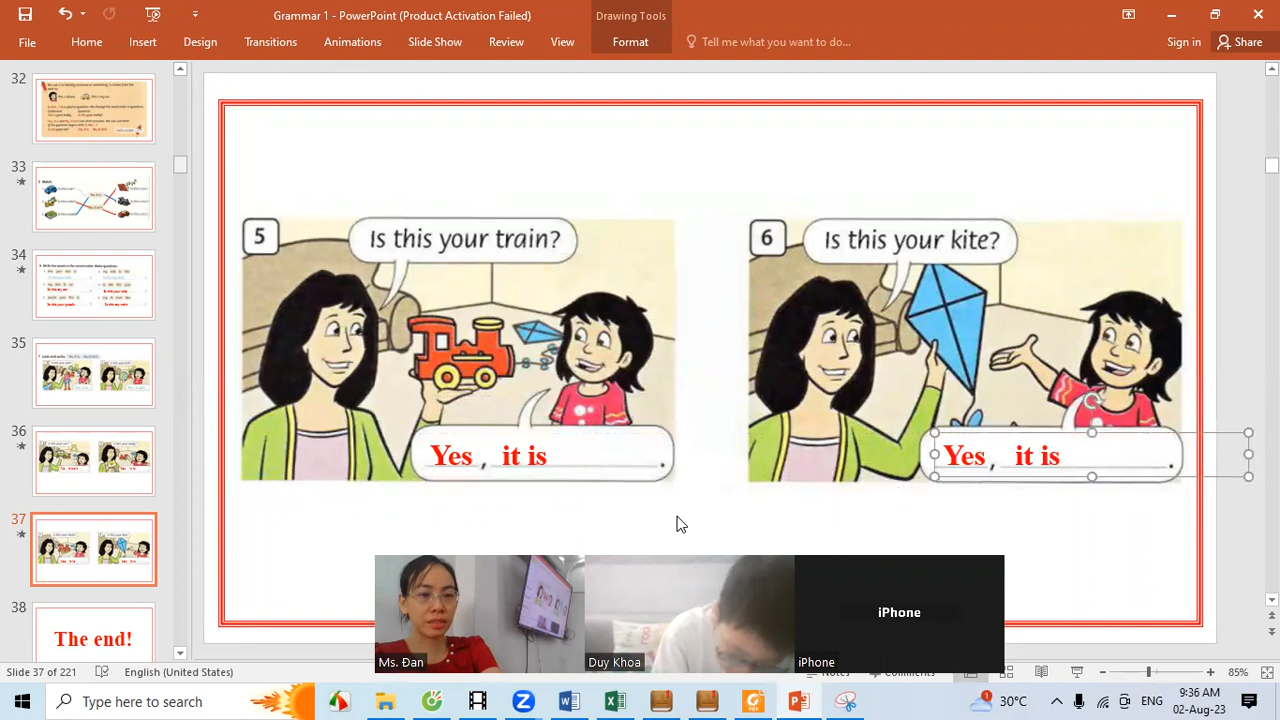 Grammar 1 - PowerPoint (Product Activation Failed)
Drawing Tools
File Home Insert Design Transitions Animations Slide Show Review View Format Tell me what you want to do... Sign in Share
32
33
34
35
36
37
38
The end!
5
Is this your train?
Yes , it is .
6
Is this your kite?
Yes , it is .
Ms. Đan
Duy Khoa
iPhone
iPhone
Slide 37 of 221 English (United States) Notes Comments 85%
Type here to search
1
30°C
ENG
9:36 AM
02-Aug-23